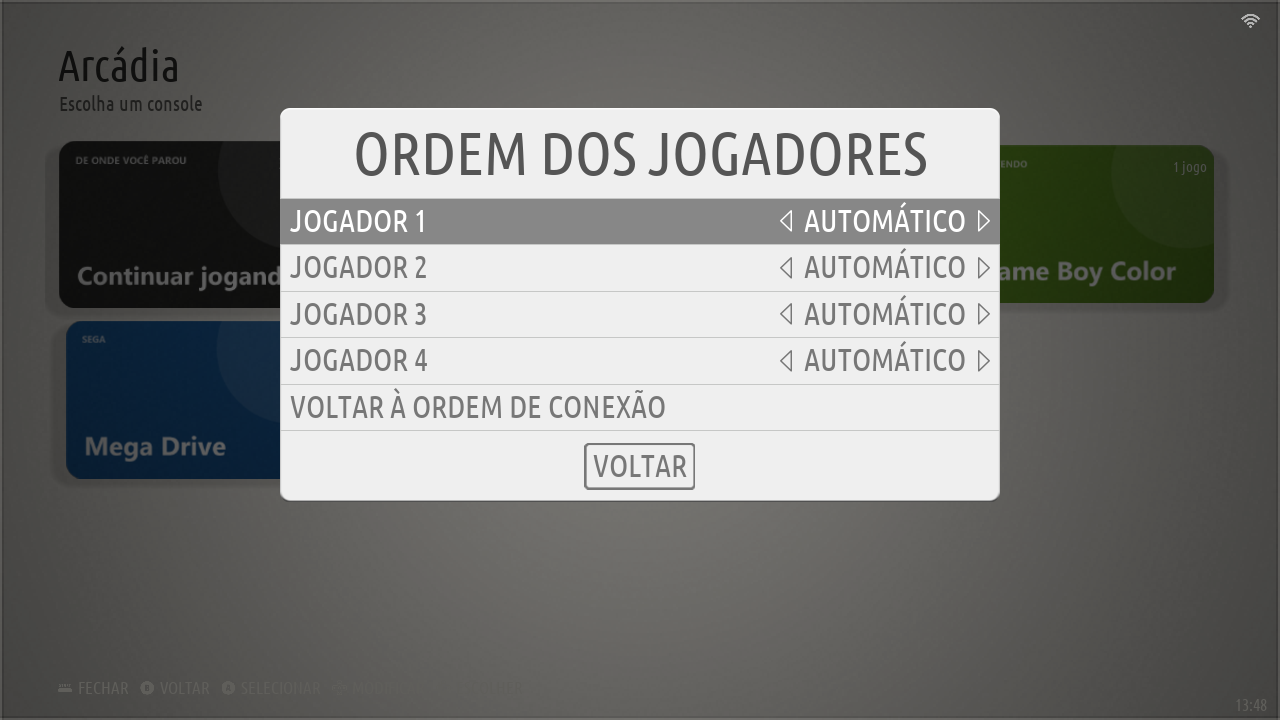 Arcádia
Escolha um console
DE ONDE VOCÊ PAROU
Continuar jogand
SEGA
Mega Drive
ENDO
1 jogo
ame Boy Color
ORDEM DOS JOGADORES
JOGADOR 1 AUTOMÁTICO
JOGADOR 2 AUTOMÁTICO
JOGADOR 3 AUTOMÁTICO
JOGADOR 4 AUTOMÁTICO
VOLTAR À ORDEM DE CONEXÃO
VOLTAR
FECHAR VOLTAR SELECIONAR
13:48